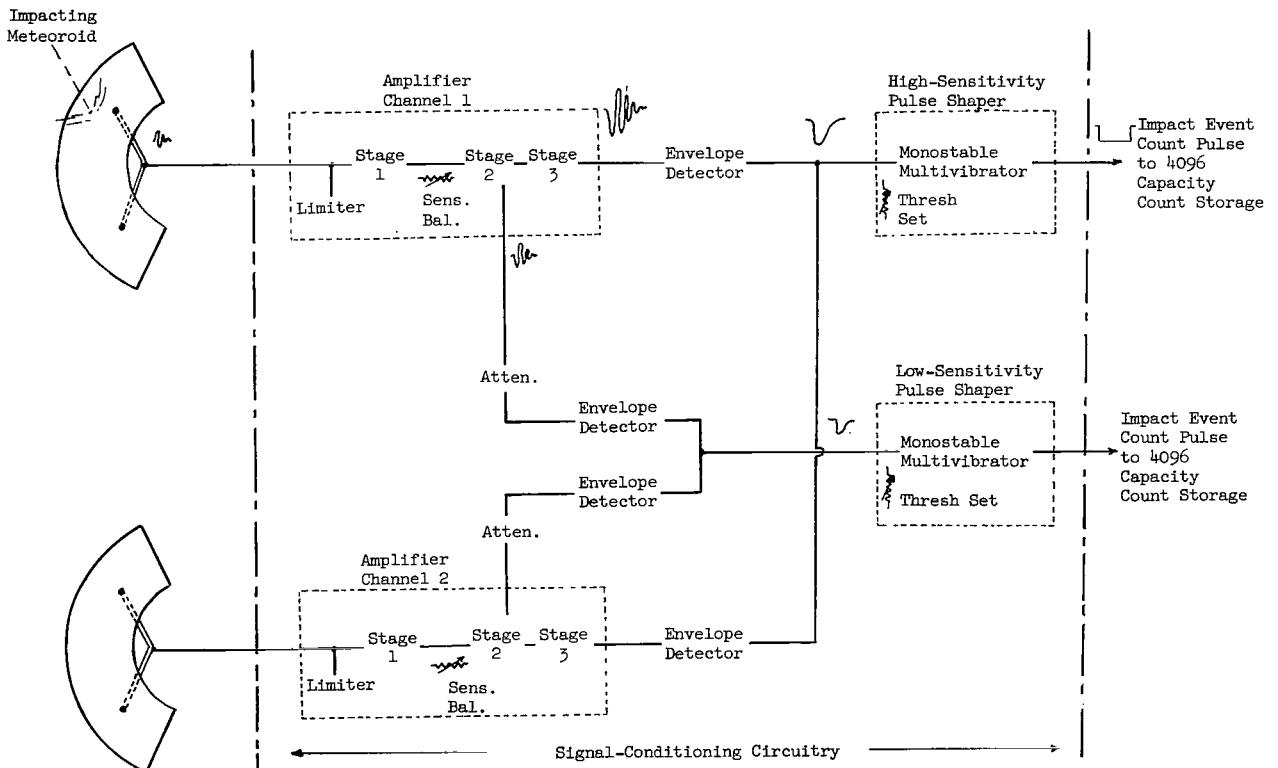 Impacting
Meteoroid
Amplifier
Channel 1
High-Sensitivity
Pulse Shaper
Limiter
Stage
1
Sens.
Bal.
Stage
2
Stage
3
Envelope
Detector
Monostable
Multivibrator
Thresh
Set
Impact Event
Count Pulse
to 4096
Capacity
Count Storage
Atten.
Envelope
Detector
Low-Sensitivity
Pulse Shaper
Monostable
Multivibrator
Thresh Set
Impact Event
Count Pulse
to 4096
Capacity
Count Storage
Envelope
Detector
Atten.
Amplifier
Channel 2
Limiter
Stage
1
Sens.
Bal.
Stage
2
Stage
3
Envelope
Detector
Signal-Conditioning Circuitry